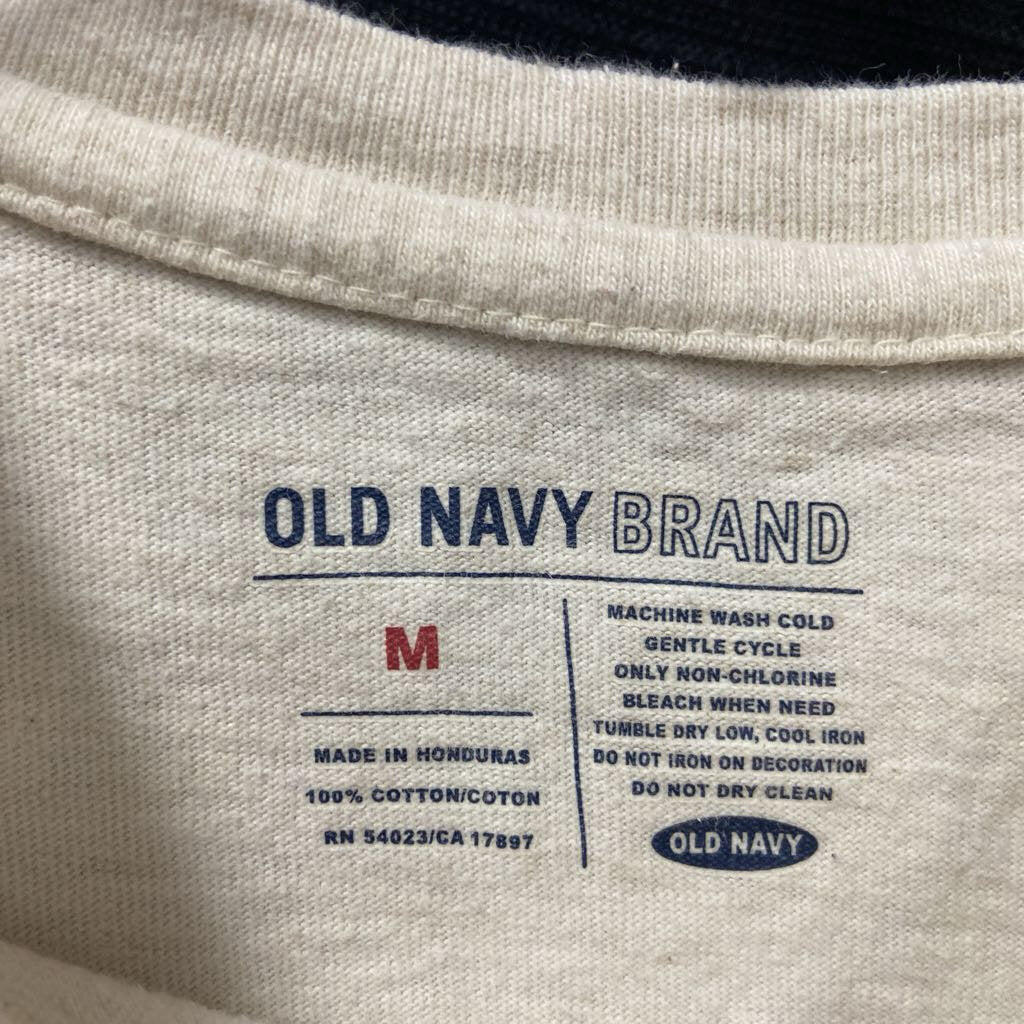 OLD NAVY BRAND
M
MADE IN HONDURAS
100% COTTON/COTON
RN 54023/CA 17897
MACHINE WASH COLD
GENTLE CYCLE
ONLY NON-CHLORINE
BLEACH WHEN NEED
TUMBLE DRY LOW, COOL IRON
DO NOT IRON ON DECORATION
DO NOT DRY CLEAN
OLD NAVY